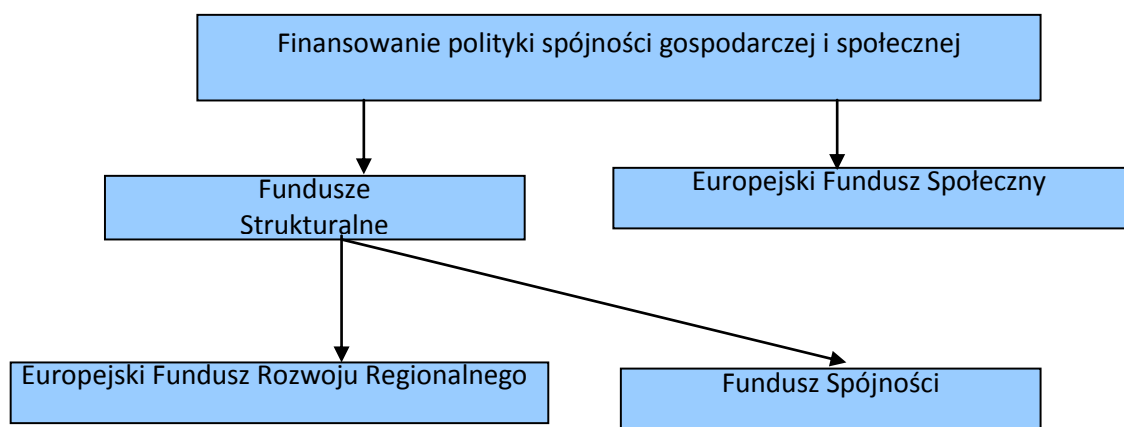 Finansowanie polityki spójności gospodarczej i społecznej
Fundusze
Strukturalne
Europejski Fundusz Społeczny
Europejski Fundusz Rozwoju Regionalnego
Fundusz Spójności